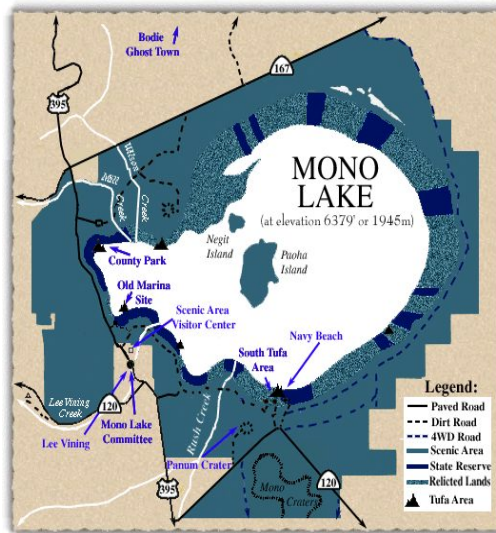 Bodie
Ghost Town
167
395
Wilson
Creek
Mill
Creek
MONO
LAKE
(at elevation 6379' or 1945m)
Negit
Island
Paoha
Island
County Park
Old Marina
Site
Scenic Area
Visitor Center
South Tufa
Area
Navy Beach
Lee Vining
Creek
120
Lee Vining
Mono Lake
Committee
Rush Creek
Panum Crater
395
Mono
Craters
120
Legend:
Paved Road
Dirt Road
4WD Road
Scenic Area
State Reserve
Relicted Lands
Tufa Area